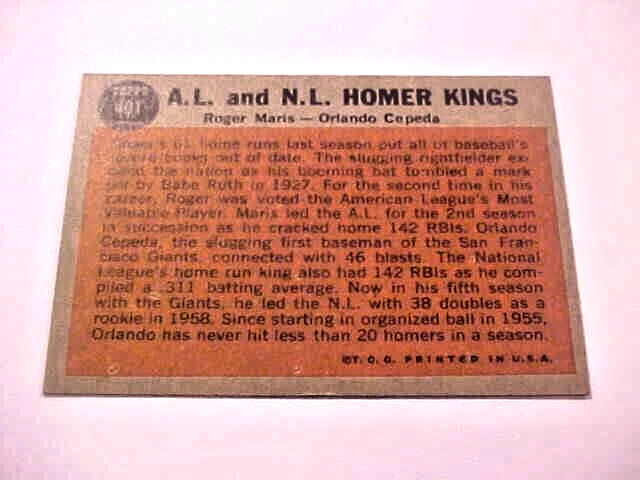 401
A.L. and N.L. HOMER KINGS
Roger Maris — Orlando Cepeda
61 home runs last season put all of baseball's
record books out of date. The slugging rightfielder ex-
the nation as his booming bat toppled a mark
set by Babe Ruth in 1927. For the second time in his
career, Roger was voted the American League's Most
Valuable Player. Maris led the A.L. for the 2nd season
in succession as he cracked home 142 RBIs. Orlando
Cepeda, the slugging first baseman of the San Fran-
cisco Giants, connected with 46 blasts. The National
League's home run king also had 142 RBIs as he com-
piled a .311 batting average. Now in his fifth season
with the Giants, he led the N.L. with 38 doubles as a
rookie in 1958. Since starting in organized ball in 1955,
Orlando has never hit less than 20 homers in a season.
©T. C. G. PRINTED IN U.S.A.